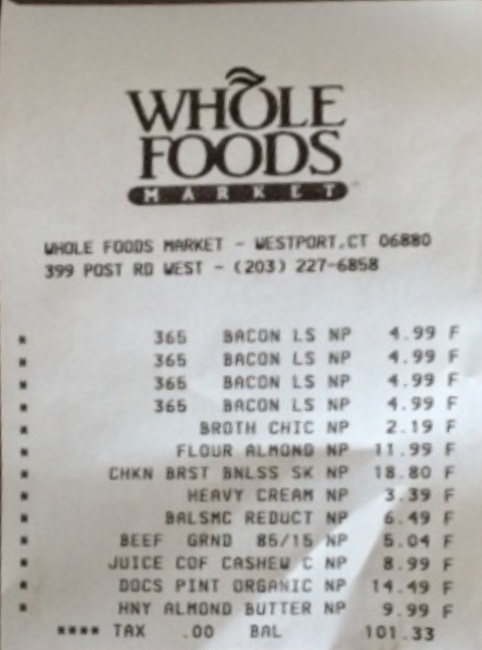 WHOLE
FOODS
MARKET
WHOLE FOODS MARKET - WESTPORT,CT 06880
399 POST RD WEST - (203) 227-6858
* 365 BACON LS NP 4.99 F
* 365 BACON LS NP 4.99 F
* 365 BACON LS NP 4.99 F
* 365 BACON LS NP 4.99 F
* BROTH CHIC NP 2.19 F
* FLOUR ALMOND NP 11.99 F
* CHKN BRST BNLSS SK NP 18.80 F
* HEAVY CREAM NP 3.39 F
* BALSMC REDUCT NP 6.49 F
* BEEF GRND 85/15 NP 5.04 F
* JUICE COF CASHEW C NP 8.99 F
* DOCS PINT ORGANIC NP 14.49 F
* HNY ALMOND BUTTER NP 9.99 F
**** TAX .00 BAL 101.33